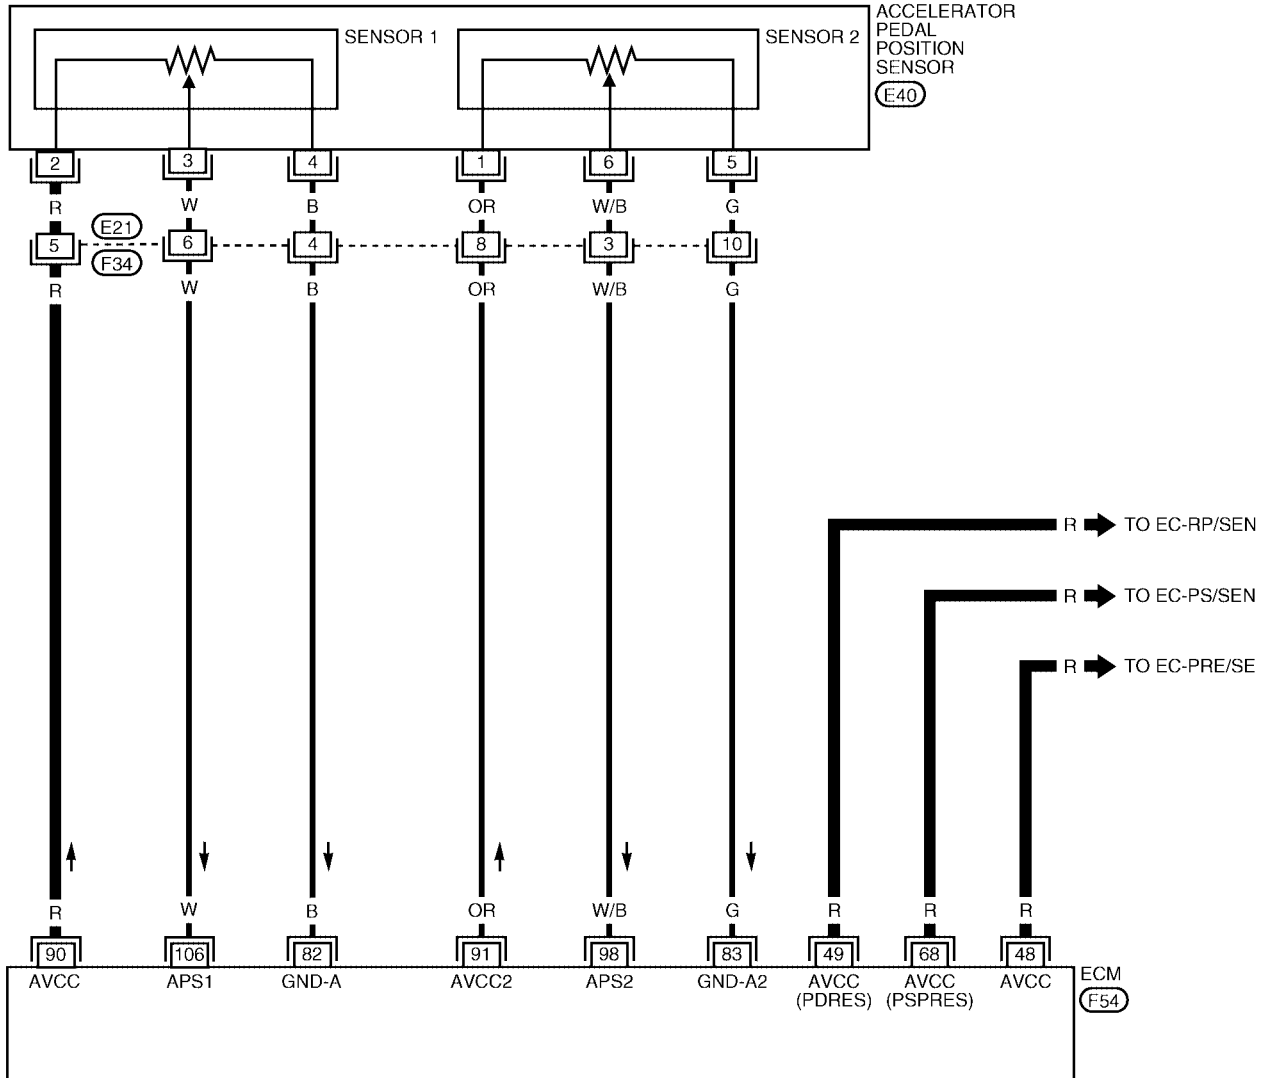 ACCELERATOR
PEDAL
POSITION
SENSOR
E40
SENSOR 1
SENSOR 2
2 3 4 1 6 5
R W B OR W/B G
E21
5 6 4 8 3 10
F34
R W B OR W/B G
R TO EC-RP/SEN
R TO EC-PS/SEN
R TO EC-PRE/SE
R W B OR W/B G R R R
90 106 82 91 98 83 49 68 48
AVCC APS1 GND-A AVCC2 APS2 GND-A2 AVCC AVCC AVCC
(PDRES) (PSPRES)
ECM
F54